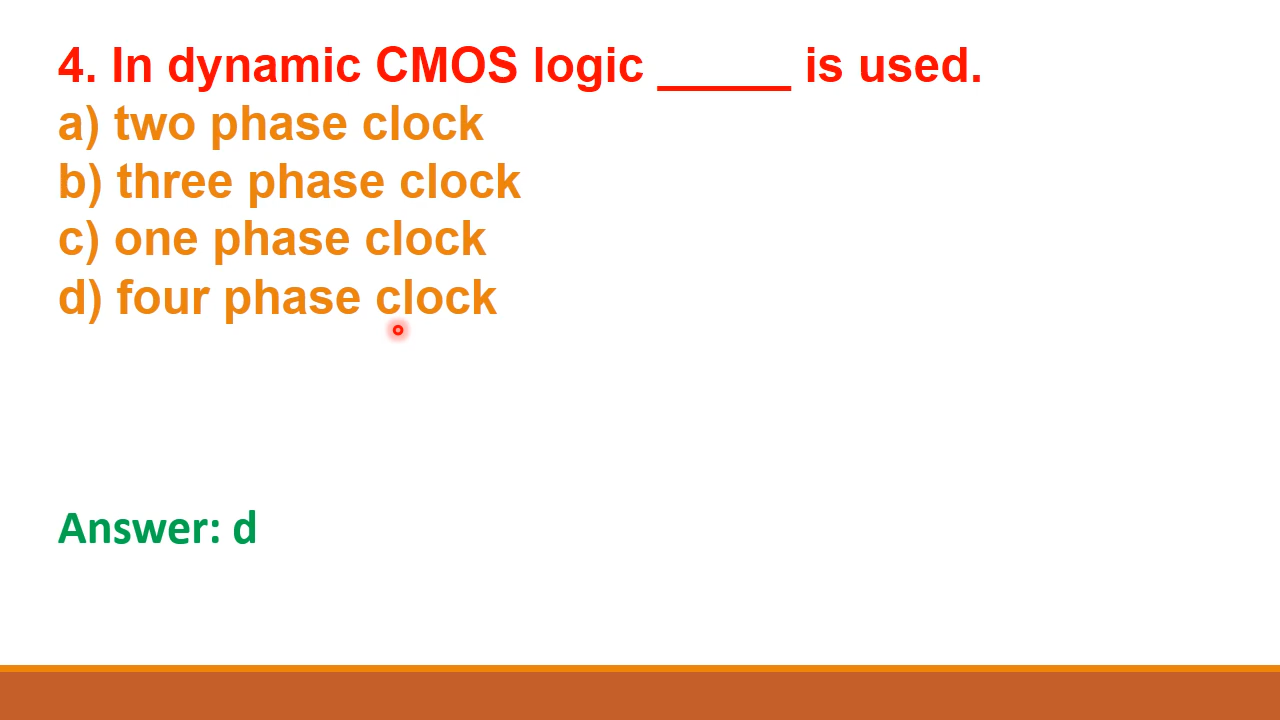 4. In dynamic CMOS logic _____ is used.
a) two phase clock
b) three phase clock
c) one phase clock
d) four phase clock
Answer: d